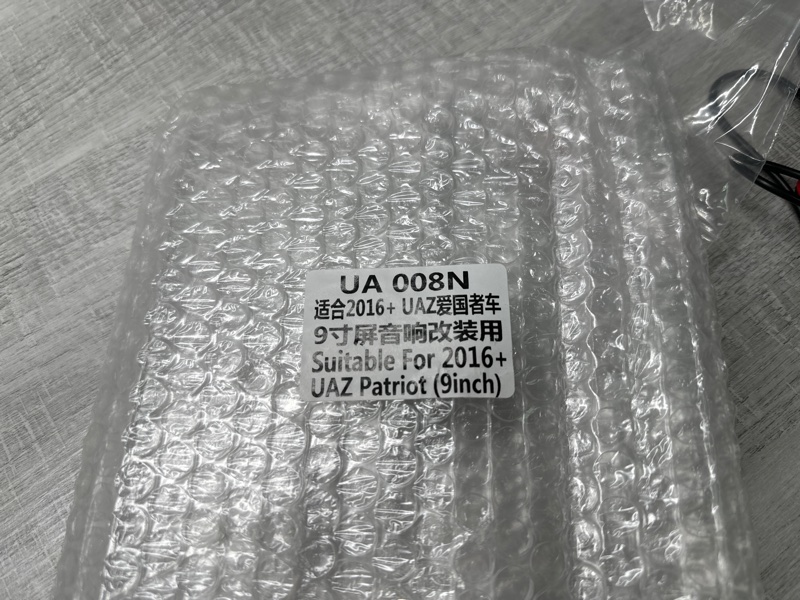 UA 008N
适合2016+ UAZ爱国者车
9寸屏音响改装用
Suitable For 2016+
UAZ Patriot (9inch)